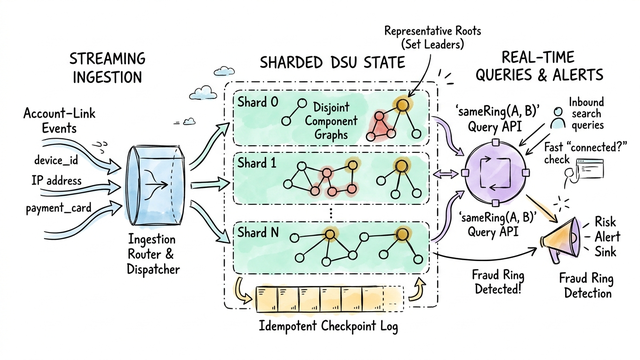 STREAMING
INGESTION
Account-Link
Events
device_id
IP address
payment_card
Ingestion
Router &
Dispatcher
SHARDED DSU STATE
Representative Roots
(Set Leaders)
Shard 0
Disjoint
Component
Graphs
Shard 1
Shard N
Idempotent Checkpoint Log
REAL-TIME
QUERIES & ALERTS
'sameRing(A, B)'
Query API
Inbound
search
queries
Fast "connected?"
check
'sameRing(A, B)'
Query API
Fraud Ring
Detected!
Risk
Alert
Sink
Fraud Ring
Detection